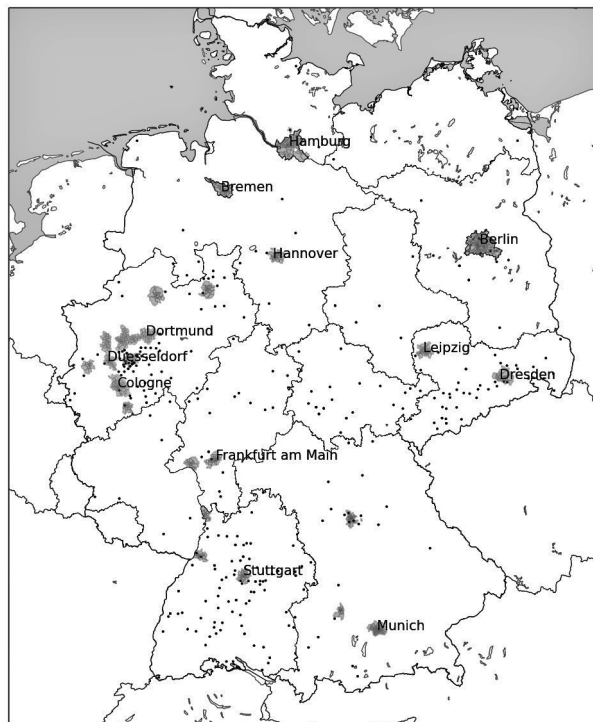 Hamburg
Bremen
Berlin
Hannover
Dortmund
Duesseldorf
Leipzig
Cologne
Dresden
Frankfurt am Main
Stuttgart
Munich